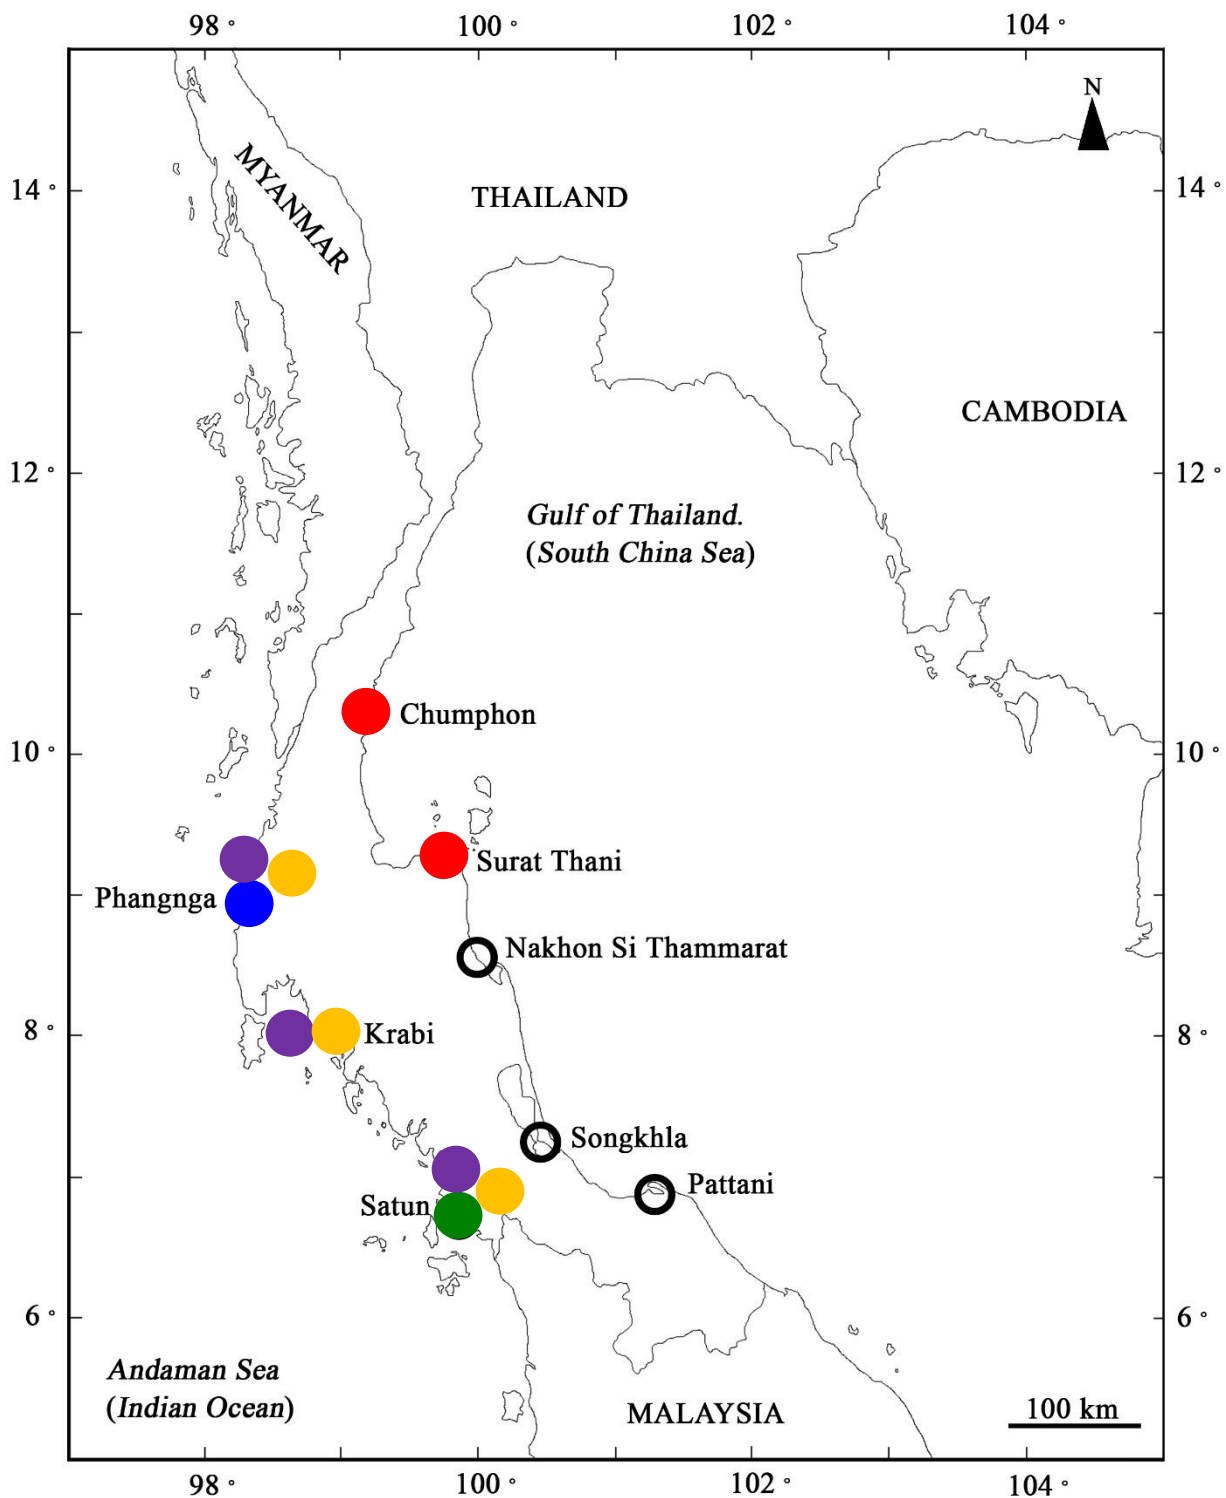 98 ° 100 ° 102 ° 104 °
N
MYANMAR
THAILAND
14 ° 14 °
CAMBODIA
12 ° 12 °
Gulf of Thailand.
(South China Sea)
Chumphon
10 ° 10 °
Surat Thani
Phangnga
Nakhon Si Thammarat
8 ° Krabi 8 °
Songkhla
Pattani
Satun
6 ° 6 °
Andaman Sea
(Indian Ocean)
MALAYSIA
100 km
98 ° 100 ° 102 ° 104 °